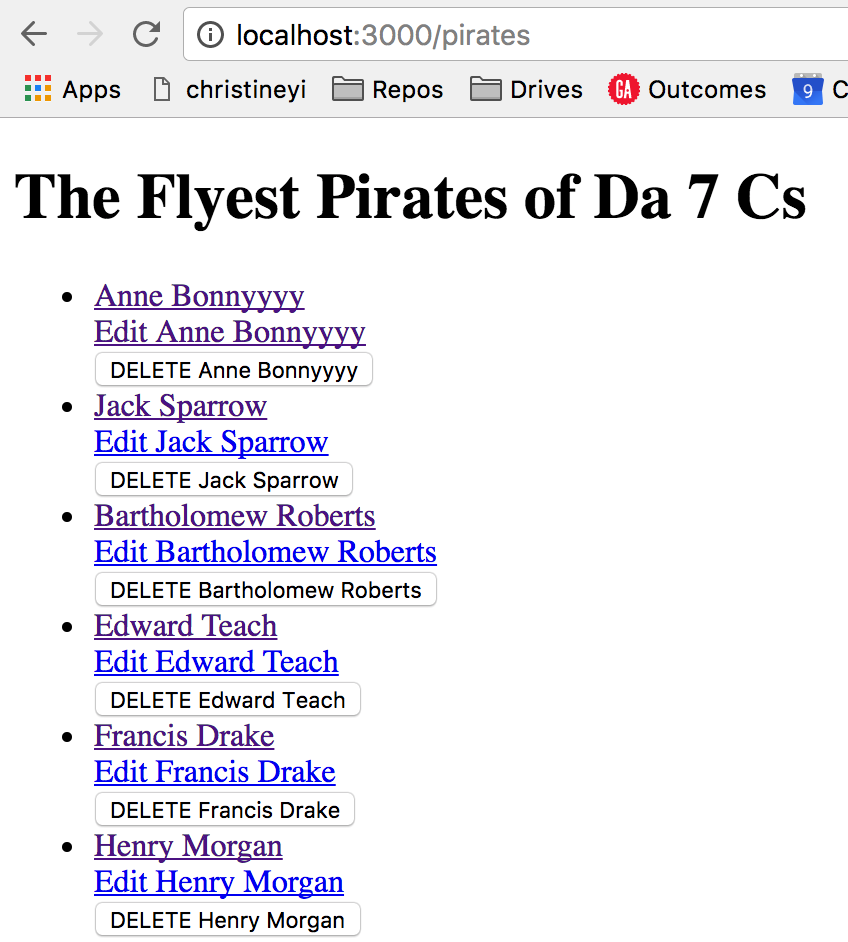 localhost:3000/pirates
Apps christineyi Repos Drives GA Outcomes 9 C
The Flyest Pirates of Da 7 Cs
Anne Bonnyyyy
Edit Anne Bonnyyyy
DELETE Anne Bonnyyyy
Jack Sparrow
Edit Jack Sparrow
DELETE Jack Sparrow
Bartholomew Roberts
Edit Bartholomew Roberts
DELETE Bartholomew Roberts
Edward Teach
Edit Edward Teach
DELETE Edward Teach
Francis Drake
Edit Francis Drake
DELETE Francis Drake
Henry Morgan
Edit Henry Morgan
DELETE Henry Morgan